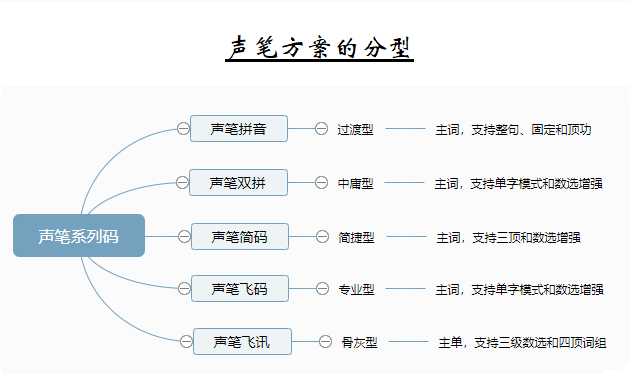 声笔方案的分型
声笔系列码
声笔拼音 过渡型 主词，支持整句、固定和顶功
声笔双拼 中庸型 主词，支持单字模式和数选增强
声笔简码 简捷型 主词，支持三顶和数选增强
声笔飞码 专业型 主词，支持单字模式和数选增强
声笔飞讯 骨灰型 主单，支持三级数选和四顶词组